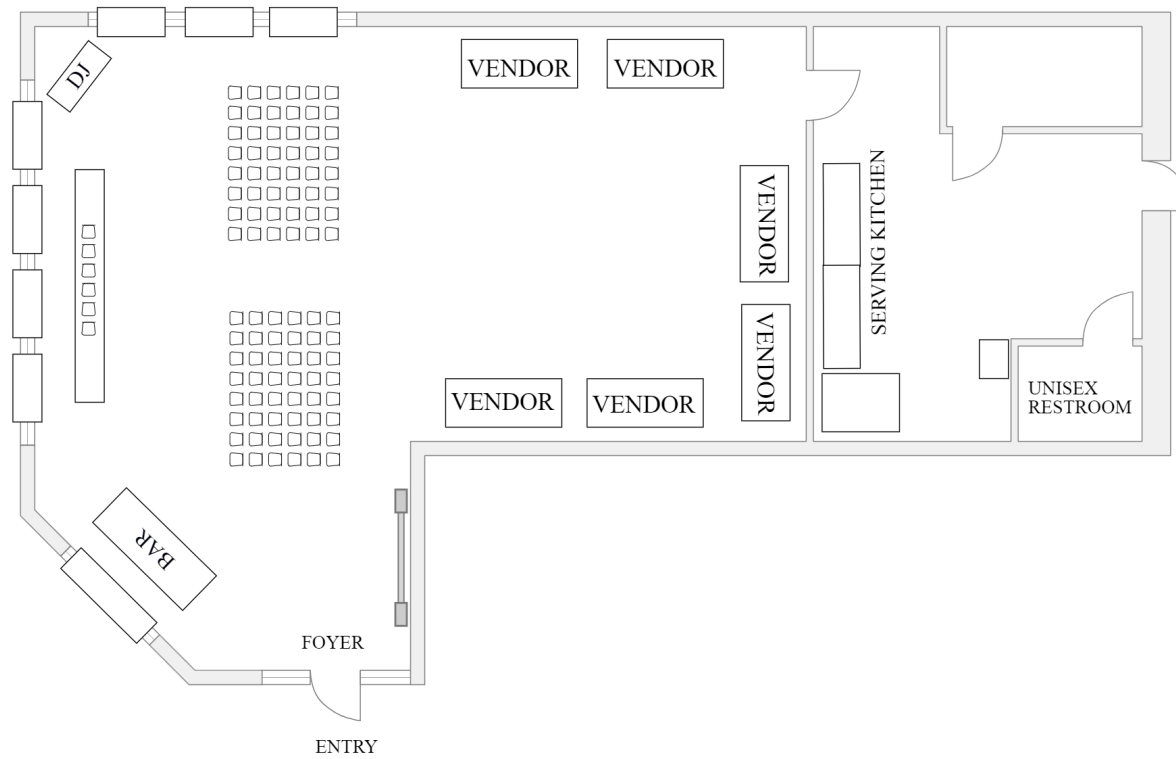 DJ
VENDOR
VENDOR
VENDOR
VENDOR
SERVING KITCHEN
VENDOR
VENDOR
UNISEX
RESTROOM
BAR
FOYER
ENTRY